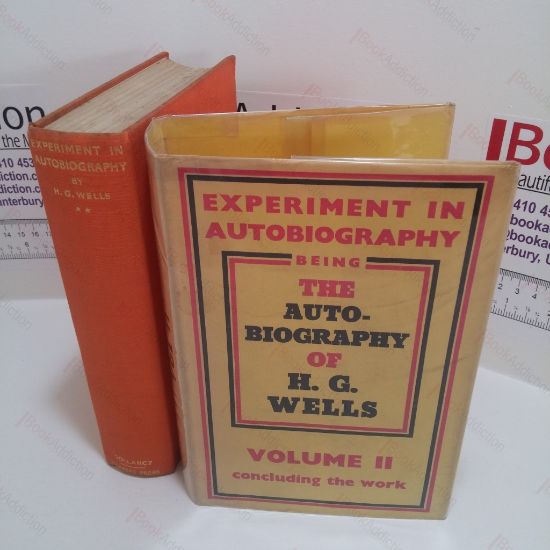 EXPERIMENT IN
AUTOBIOGRAPHY
BY
H. G. WELLS
**
GOLLANCZ
EXPERIMENT IN
AUTOBIOGRAPHY
BEING
THE
AUTO-
BIOGRAPHY
OF
H. G.
WELLS
VOLUME II
concluding the work
BookAddiction